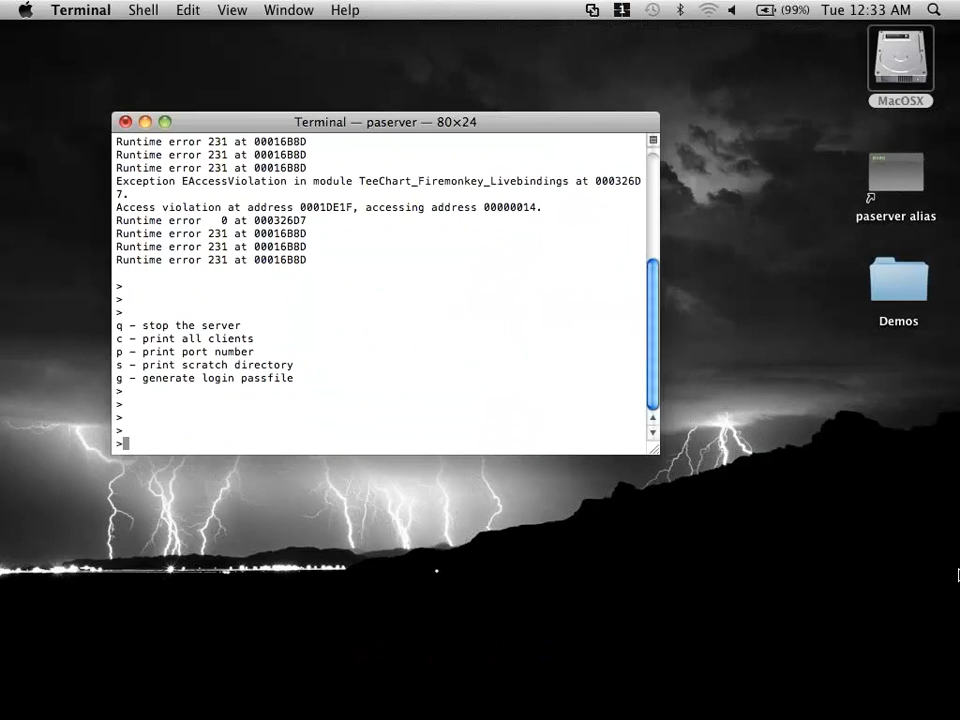 Terminal Shell Edit View Window Help (99%) Tue 12:33 AM
MacOSX
Terminal — paserver — 80×24
Runtime error 231 at 00016B8D
Runtime error 231 at 00016B8D
Runtime error 231 at 00016B8D
Exception EAccessViolation in module TeeChart_Firemonkey_Livebindings at 000326D
7.
Access violation at address 0001DE1F, accessing address 00000014.
Runtime error   0 at 000326D7
Runtime error 231 at 00016B8D
Runtime error 231 at 00016B8D
Runtime error 231 at 00016B8D
>
>
>
q – stop the server
c – print all clients
p – print port number
s – print scratch directory
g – generate login passfile
>
>
>
>
>
paserver alias
Demos